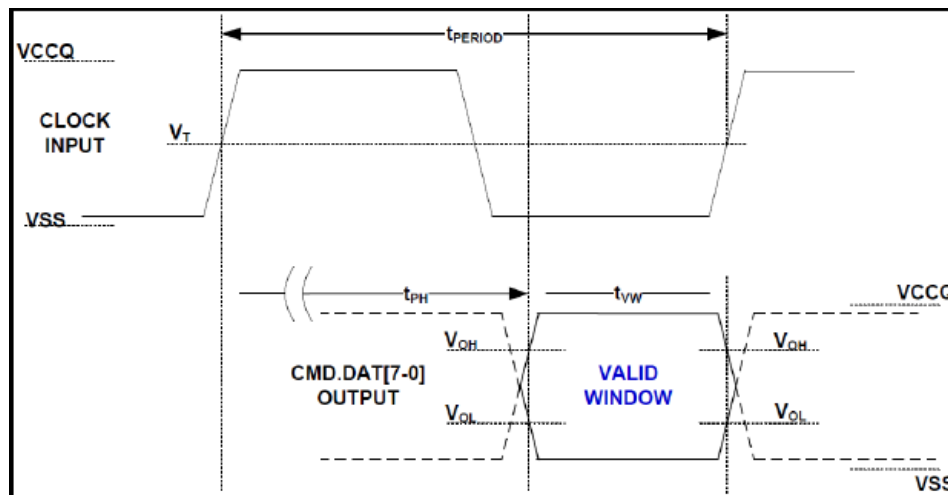 tPERIOD
VCCQ
CLOCK
INPUT
VT
VSS
tPH
tVW
VCCQ
VOH
VOH
CMD.DAT[7-0]
OUTPUT
VALID
WINDOW
VOL
VOL
VSS